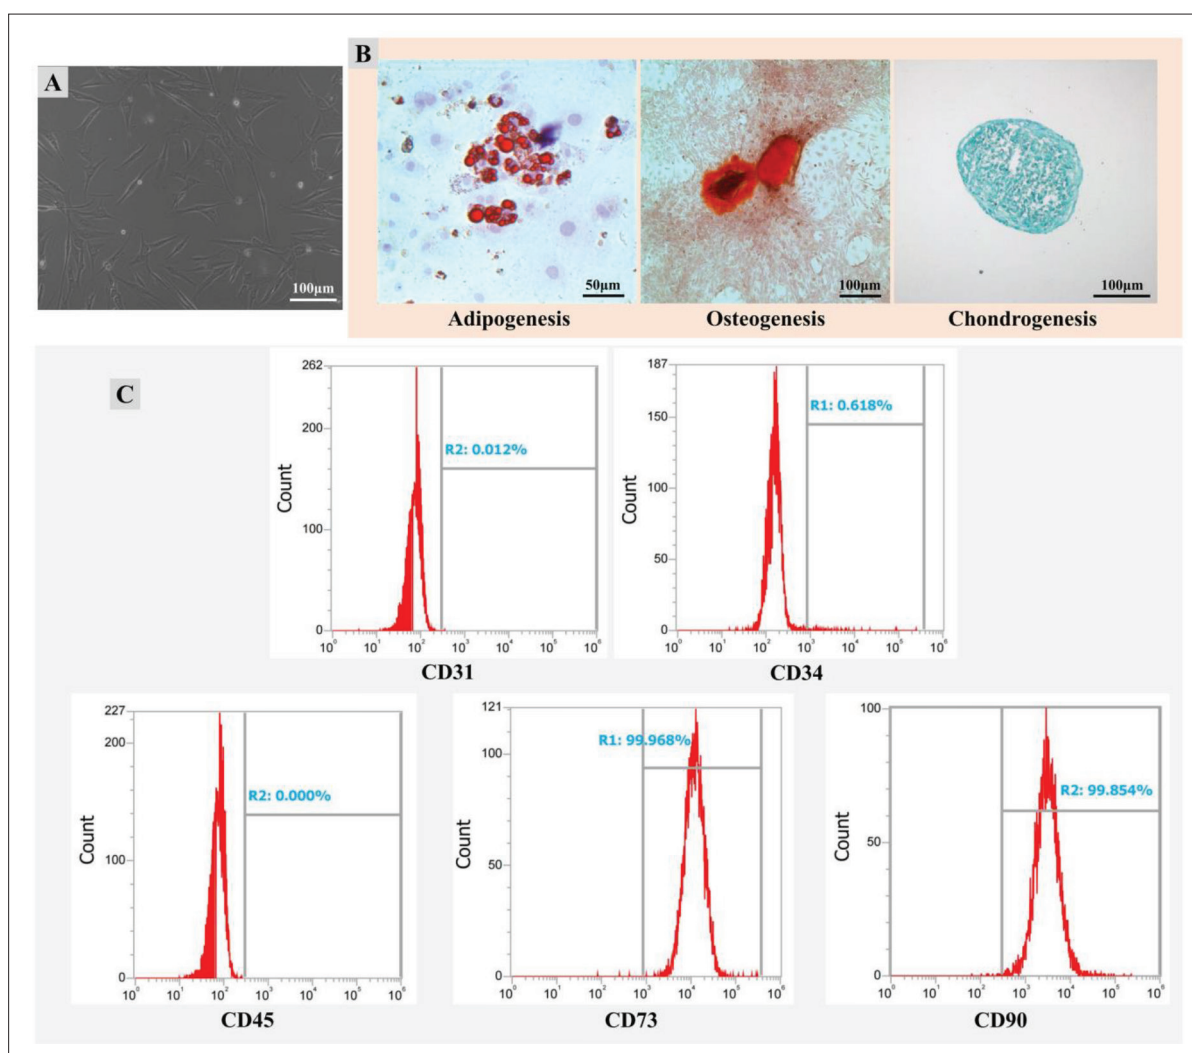 A
B
100μm
50μm
100μm
100μm
Adipogenesis
Osteogenesis
Chondrogenesis
C
262
200
100
0
Count
R2: 0.012%
10⁰ 10¹ 10² 10³ 10⁴ 10⁵ 10⁶
CD31
187
150
100
50
0
Count
R1: 0.618%
10⁰ 10¹ 10² 10³ 10⁴ 10⁵ 10⁶
CD34
227
200
100
0
Count
R2: 0.000%
10⁰ 10¹ 10² 10³ 10⁴ 10⁵ 10⁶
CD45
121
100
50
0
Count
R1: 99.968%
10⁰ 10¹ 10² 10³ 10⁴ 10⁵ 10⁶
CD73
100
50
0
Count
R2: 99.854%
10⁰ 10¹ 10² 10³ 10⁴ 10⁵ 10⁶
CD90